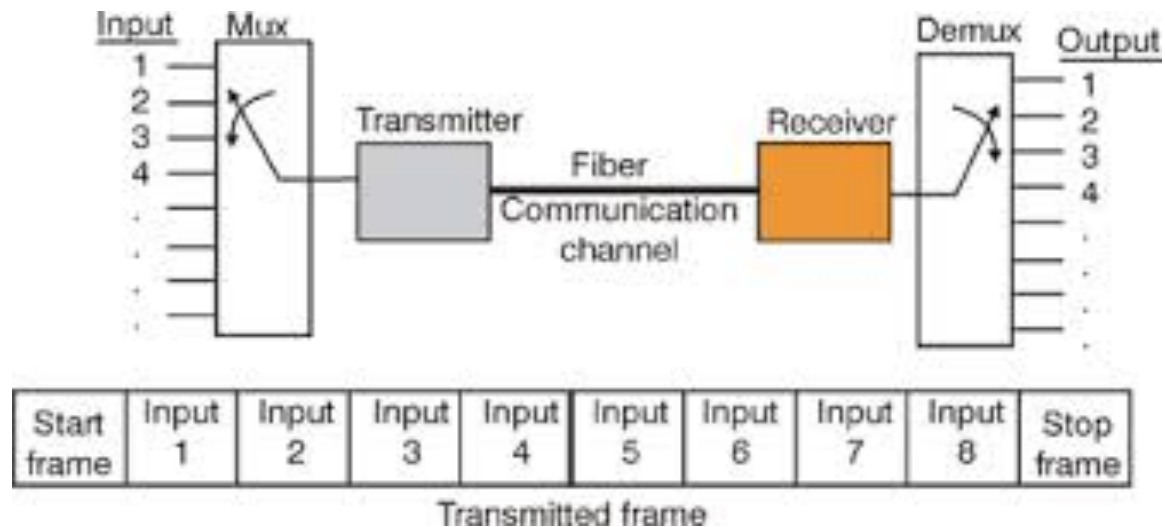 Input Mux Demux Output
1 1
2 2
3 3
4 4
. .
. .
. .
. .
Transmitter Receiver
Fiber
Communication
channel
Start frame
Input 1
Input 2
Input 3
Input 4
Input 5
Input 6
Input 7
Input 8
Stop frame
Transmitted frame